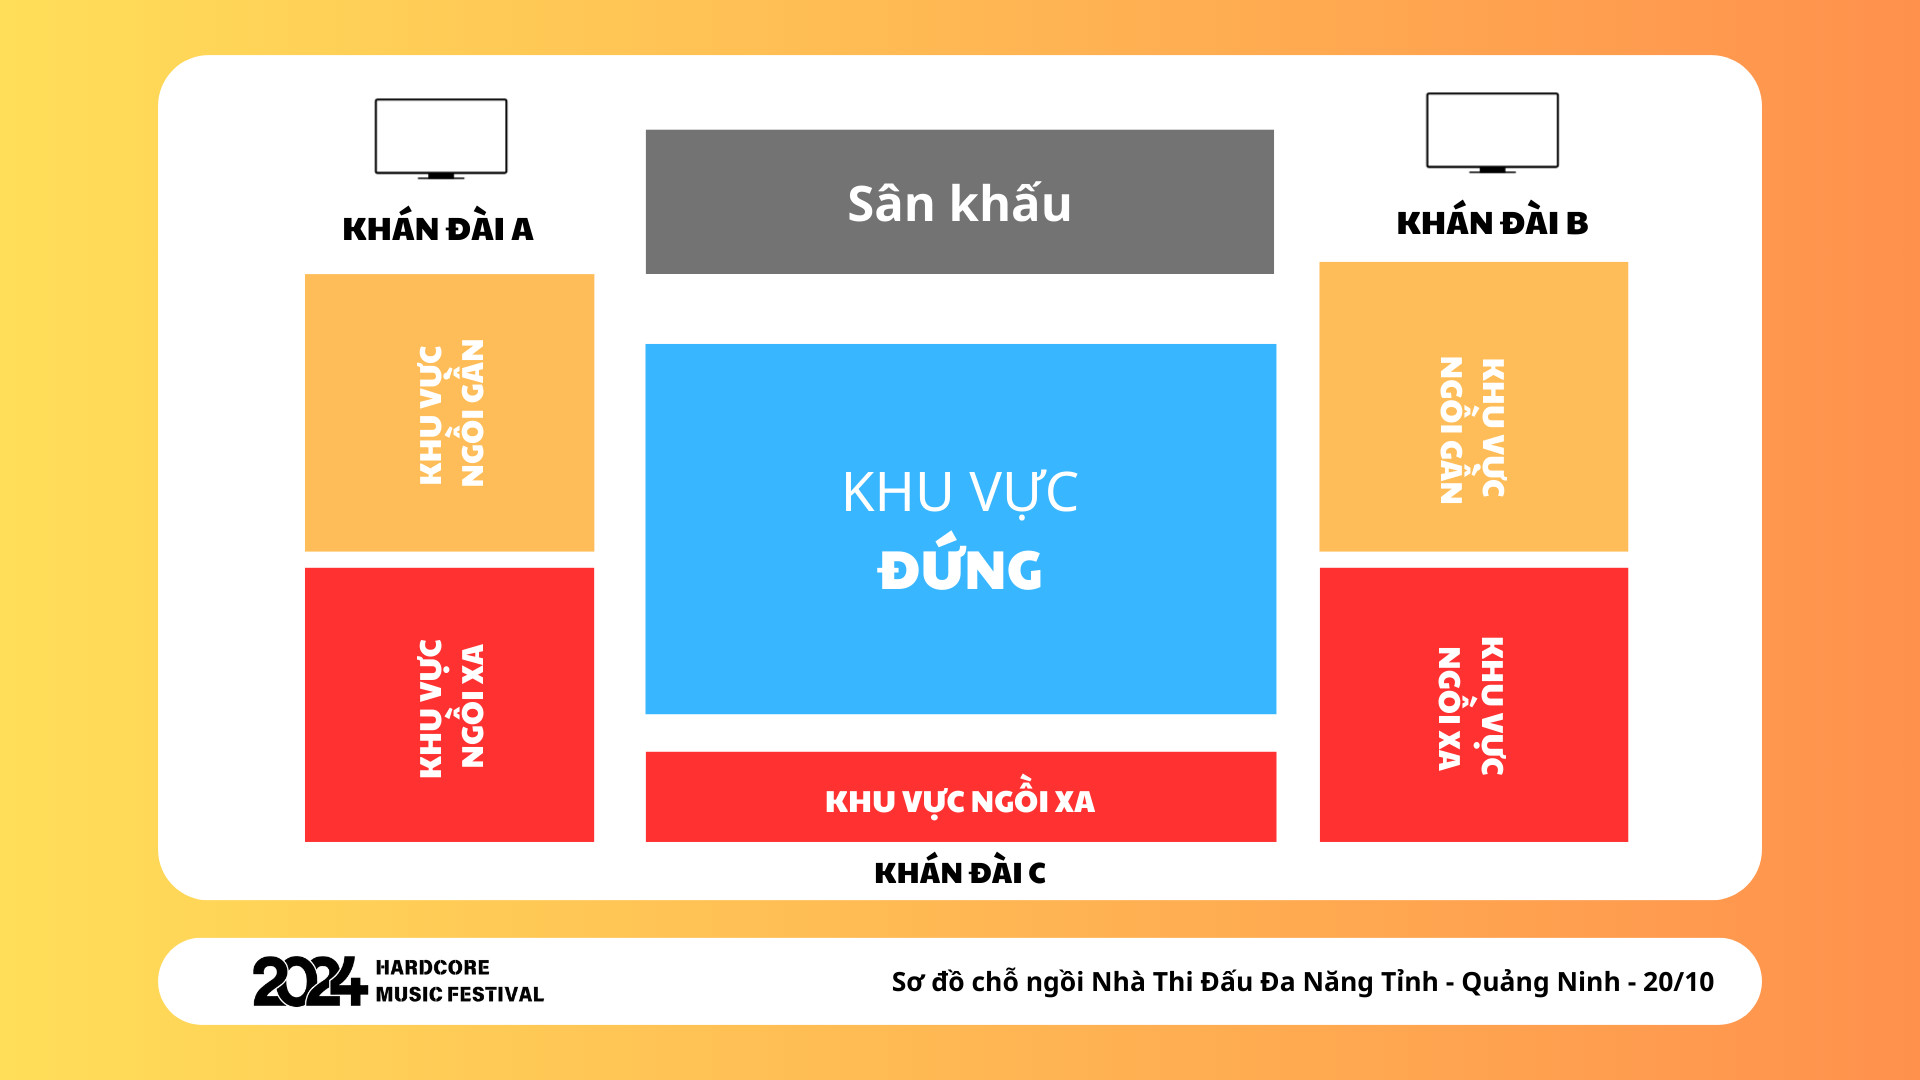 KHÁN ĐÀI A
Sân khấu
KHÁN ĐÀI B
KHU VỰC
NGỒI GẦN
KHU VỰC
ĐỨNG
KHU VỰC
NGỒI GẦN
KHU VỰC
NGỒI XA
KHU VỰC NGỒI XA
KHU VỰC
NGỒI XA
KHÁN ĐÀI C
2024 HARDCORE
MUSIC FESTIVAL
Sơ đồ chỗ ngồi Nhà Thi Đấu Đa Năng Tỉnh - Quảng Ninh - 20/10